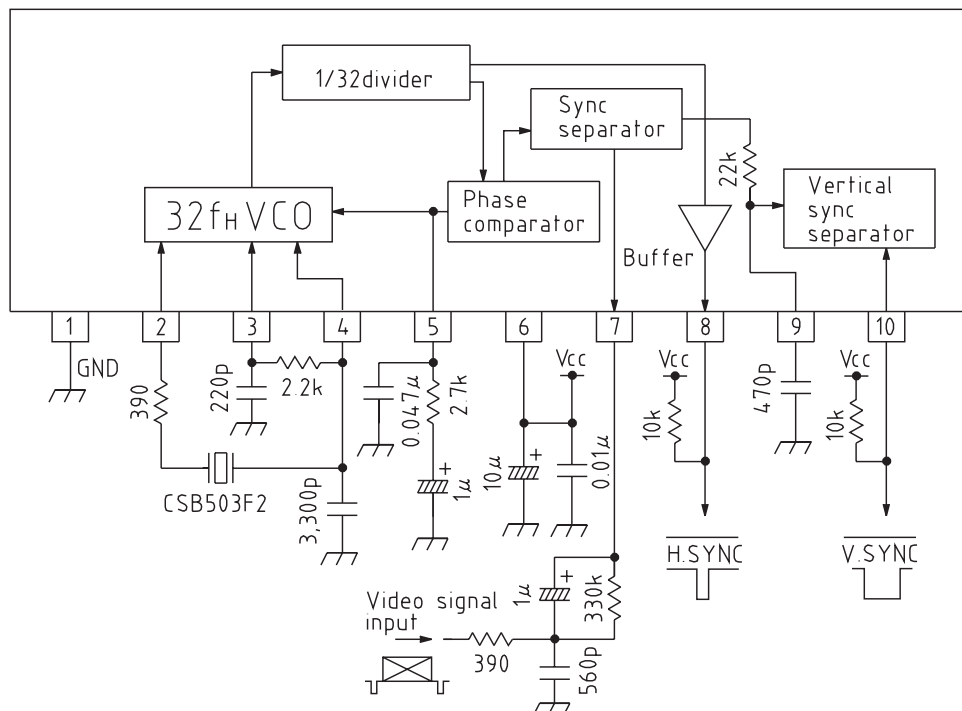 1/32divider
Sync
separator
22k
32fHVCO
Phase
comparator
Vertical
sync
separator
Buffer
1
2
3
4
5
6
7
8
9
10
GND
390
220p
2.2k
0.047μ
2.7k
Vcc
Vcc
Vcc
10k
470p
10k
CSB503F2
3,300p
1μ
10μ
0.01μ
H.SYNC
V.SYNC
1μ
330k
Video signal
input
390
560p